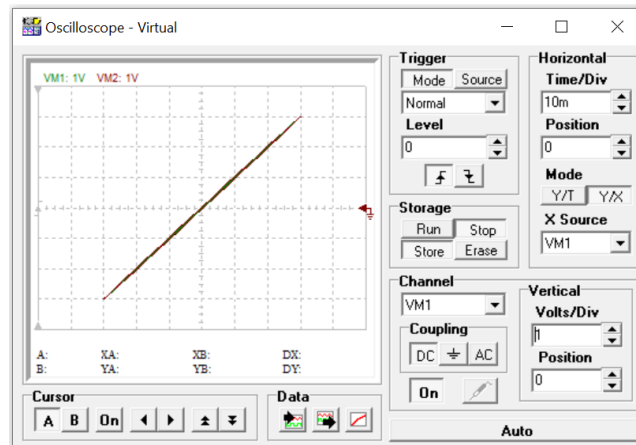 Oscilloscope - Virtual
VM1: 1V VM2: 1V
A: XA: XB: DX:
B: YA: YB: DY:
Cursor
A B On
Data
Trigger
Mode Source
Normal
Level
0
Storage
Run Stop
Store Erase
Horizontal
Time/Div
10m
Position
0
Mode
Y/T Y/X
X Source
VM1
Channel
VM1
Coupling
DC AC
On
Vertical
Volts/Div
1
Position
0
Auto